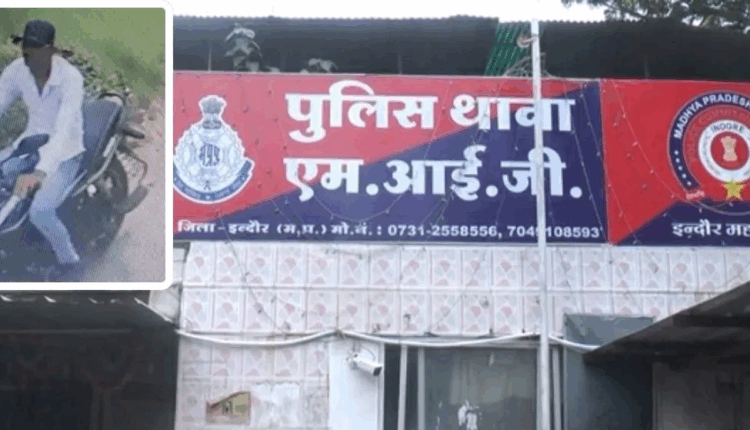 पुलिस थाना
एम.आई.जी.
जिला - इन्दौर (म.प्र.) मो.नं. : 0731-2558556, 7049108593
MADHYA PRADESH
INDORE
इन्दौर